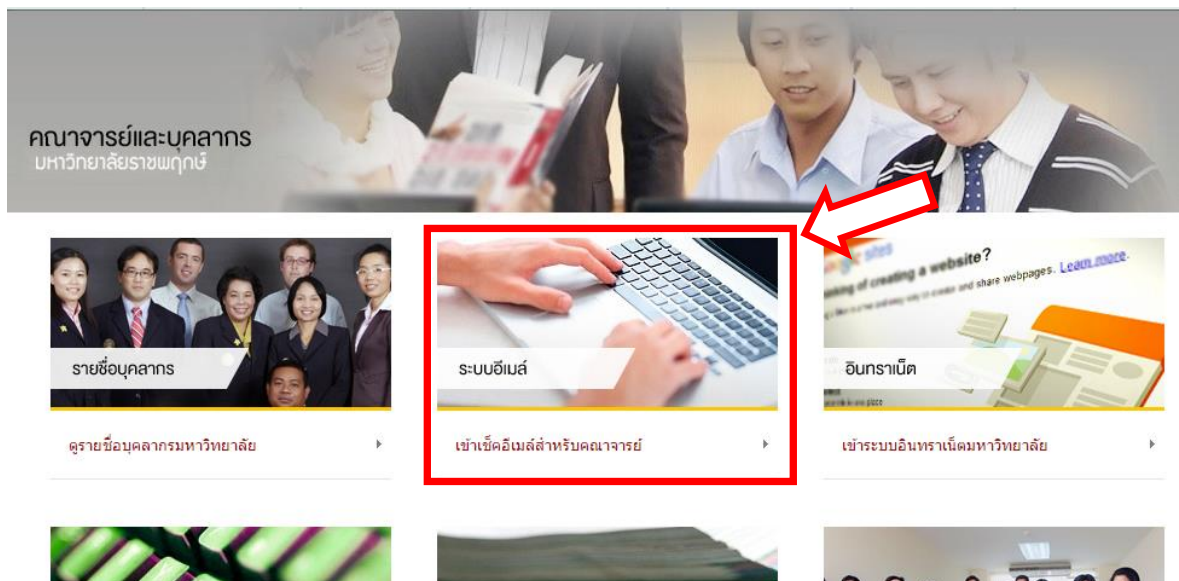 คณาจารย์และบุคลากร
มหาวิทยาลัยราชพฤกษ์
รายชื่อบุคลากร
ดูรายชื่อบุคลากรมหาวิทยาลัย
ระบบอีเมล์
เข้าเช็คอีเมล์สำหรับคณาจารย์
sites
king of creating a website?
and share webpages. Learn more.
อินทราเน็ต
เข้าระบบอินทราเน็ตมหาวิทยาลัย